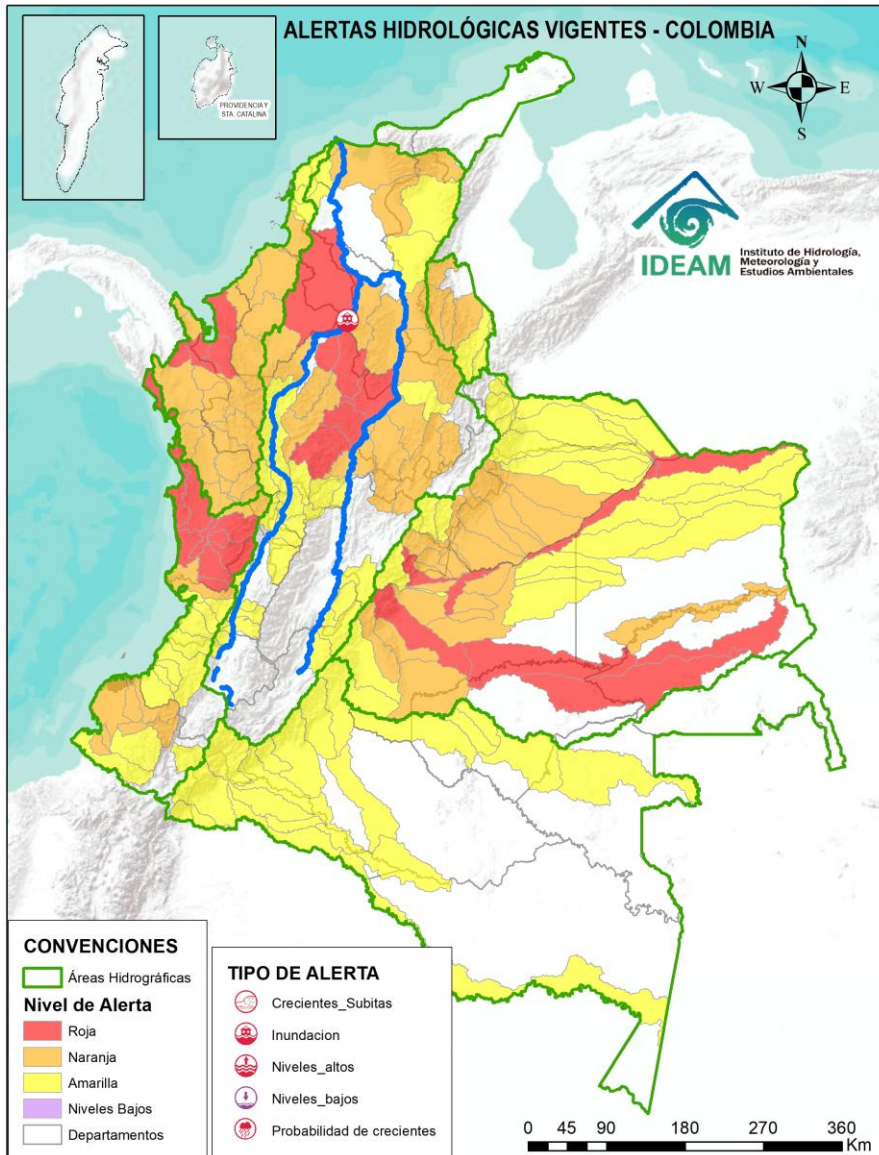 ALERTAS HIDROLÓGICAS VIGENTES - COLOMBIA
PROVIDENCIA Y
STA. CATALINA
N
W
E
S
IDEAM
Instituto de Hidrología,
Meteorología y
Estudios Ambientales
CONVENCIONES
Áreas Hidrográficas
Nivel de Alerta
Roja
Naranja
Amarilla
Niveles Bajos
Departamentos
TIPO DE ALERTA
Crecientes_Subitas
Inundacion
Niveles_altos
Niveles_bajos
Probabilidad de crecientes
0 45 90 180 270 360
Km